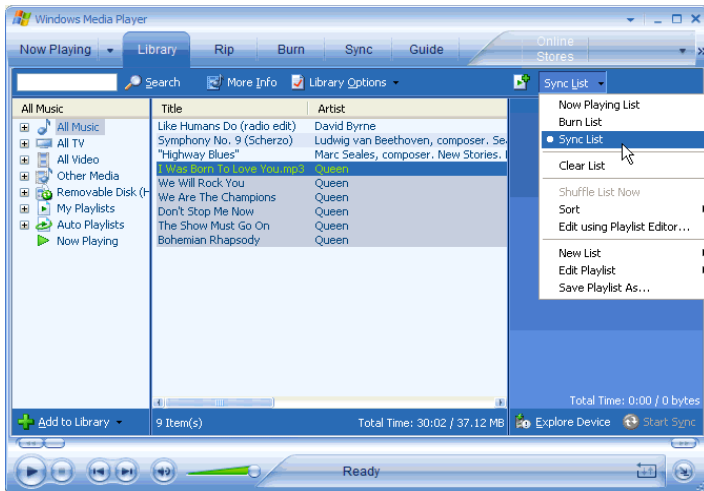 Windows Media Player
Now Playing Library Rip Burn Sync Guide Online Stores
Search More Info Library Options Sync List
All Music
All Music
All TV
All Video
Other Media
Removable Disk (H
My Playlists
Auto Playlists
Now Playing
Title Artist
Like Humans Do (radio edit) David Byrne
Symphony No. 9 (Scherzo) Ludwig van Beethoven, composer. Se
"Highway Blues" Marc Seales, composer. New Stories.
I Was Born To Love You.mp3 Queen
We Will Rock You Queen
We Are The Champions Queen
Don't Stop Me Now Queen
The Show Must Go On Queen
Bohemian Rhapsody Queen
Now Playing List
Burn List
Sync List
Clear List
Shuffle List Now
Sort
Edit using Playlist Editor...
New List
Edit Playlist
Save Playlist As...
Total Time: 0:00 / 0 bytes
Add to Library 9 Item(s) Total Time: 30:02 / 37.12 MB Explore Device Start Sync
Ready